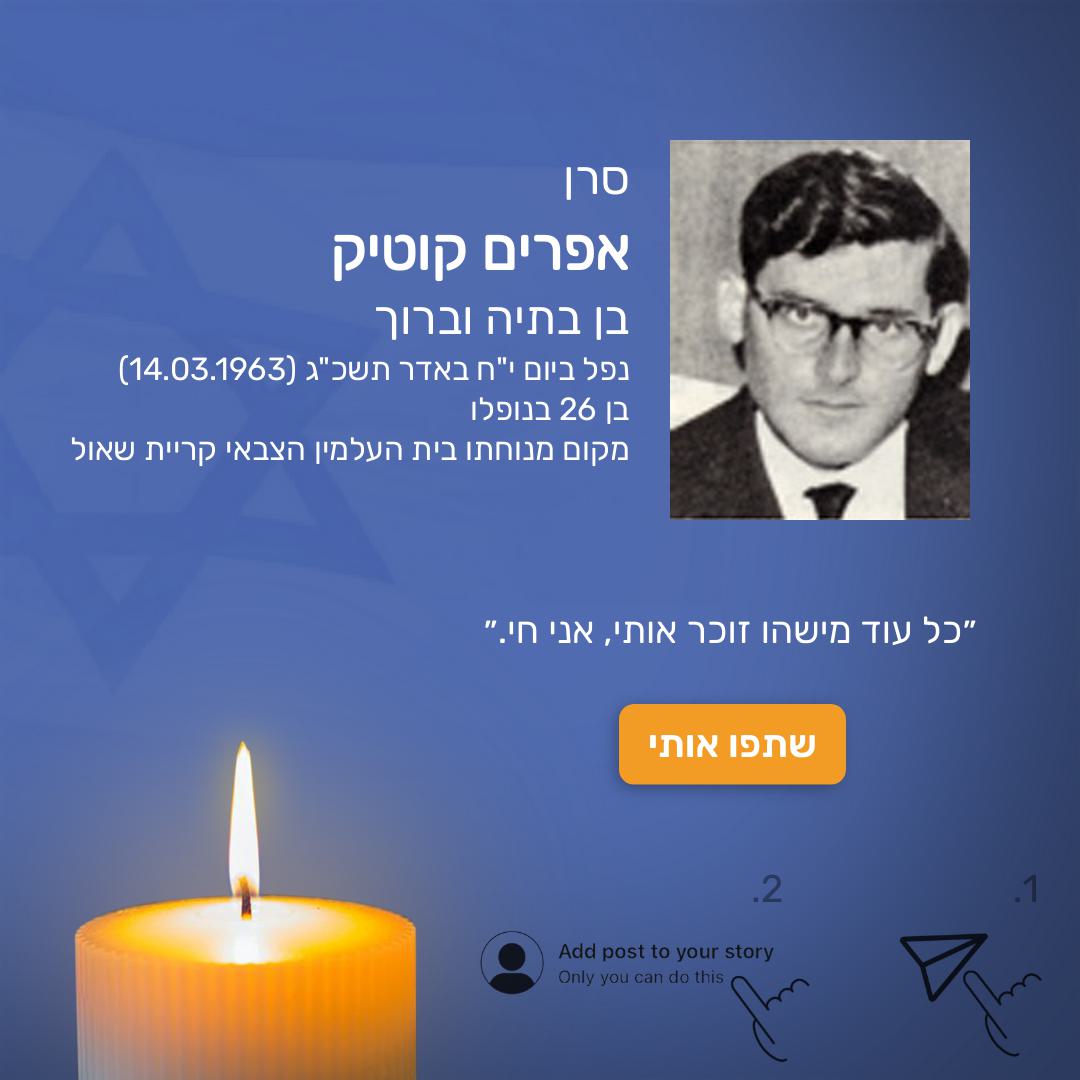 סרן
אפרים קוטיק
בן בתיה וברוך
נפל ביום י"ח באדר תשכ"ג (14.03.1963)
בן 26 בנופלו
מקום מנוחתו בית העלמין הצבאי קריית שאול
״כל עוד מישהו זוכר אותי, אני חי.״
שתפו אותי
1.
2.
Add post to your story
Only you can do this